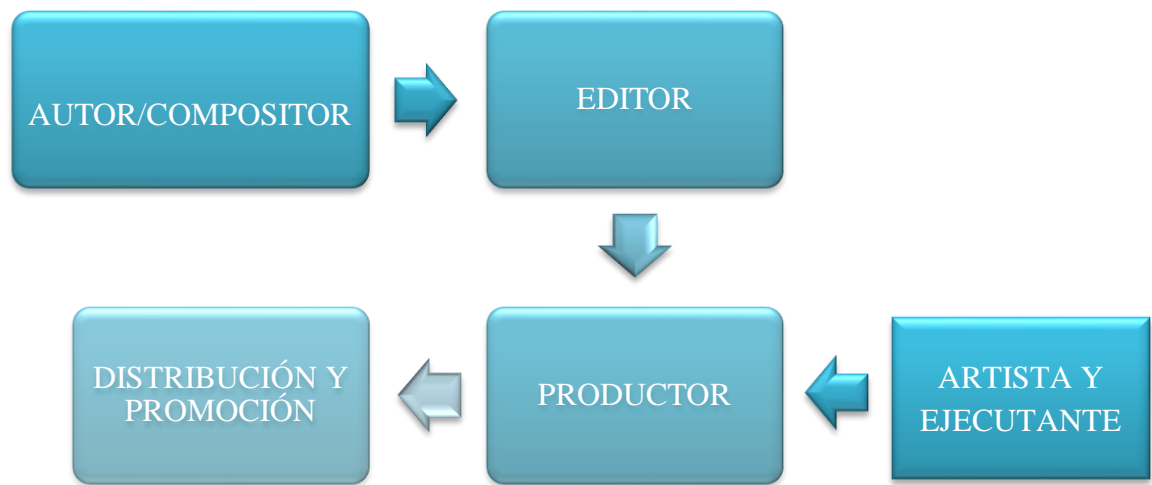 AUTOR/COMPOSITOR
EDITOR
DISTRIBUCIÓN Y
PROMOCIÓN
PRODUCTOR
ARTISTA Y
EJECUTANTE